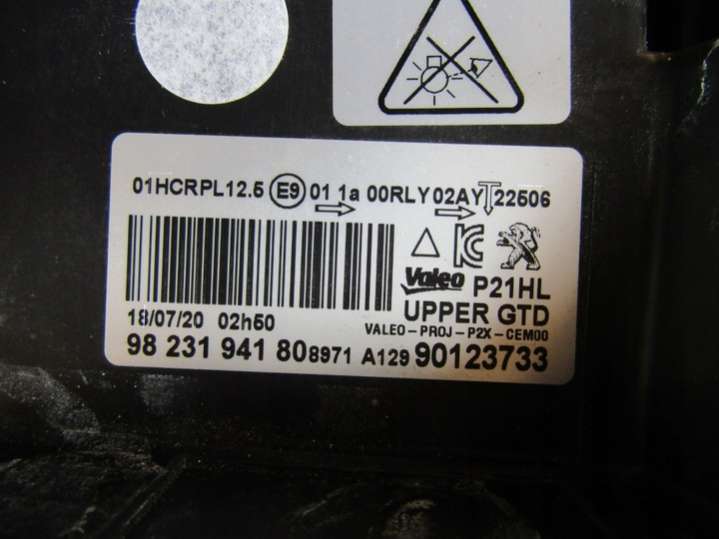 01HCRPL12.5 E9 01 1a 00RLY 02AY 22506
Valeo P21HL
UPPER GTD
18/07/20 02h50 VALEO-PROJ-P2X-CEM00
98 231 941 80 8971 A129 90123733